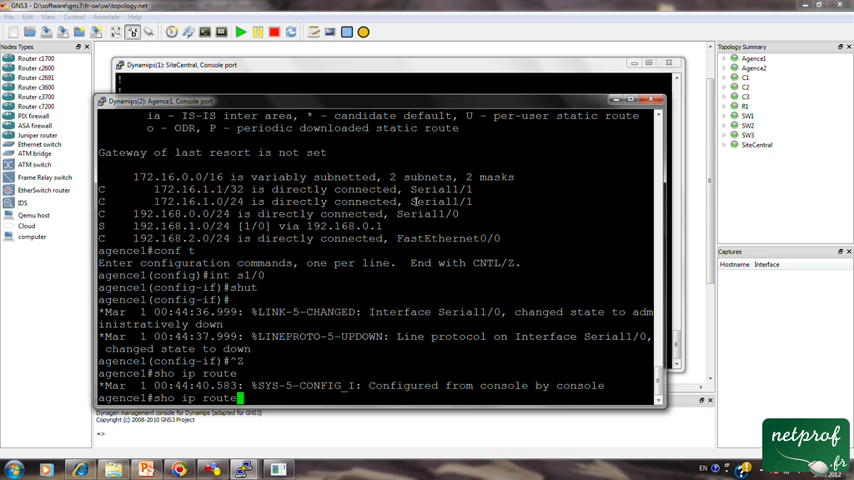 GNS3 – D:\software\gns3\fr-sw\sw\topology.net
File Edit View Control Annotate Help
Nodes Types
Router c1700
Router c2600
Router c2691
Router c3600
Router c3700
Router c7200
PIX firewall
ASA firewall
Juniper router
Ethernet switch
ATM bridge
ATM switch
Frame Relay switch
EtherSwitch router
IDS
Qemu host
Cloud
computer
Dynamips(1): SiteCentral, Console port
!
!
Dynamips(2): Agence1, Console port
ia - IS-IS inter area, * - candidate default, U - per-user static route
o - ODR, P - periodic downloaded static route
Gateway of last resort is not set
172.16.0.0/16 is variably subnetted, 2 subnets, 2 masks
C 172.16.1.1/32 is directly connected, Serial1/1
C 172.16.1.0/24 is directly connected, Serial1/1
C 192.168.0.0/24 is directly connected, Serial1/0
S 192.168.1.0/24 [1/0] via 192.168.0.1
C 192.168.2.0/24 is directly connected, FastEthernet0/0
agence1#conf t
Enter configuration commands, one per line. End with CNTL/Z.
agence1(config)#int s1/0
agence1(config-if)#shut
agence1(config-if)#
*Mar 1 00:44:36.999: %LINK-5-CHANGED: Interface Serial1/0, changed state to adm
inistratively down
*Mar 1 00:44:37.999: %LINEPROTO-5-UPDOWN: Line protocol on Interface Serial1/0,
changed state to down
agence1(config-if)#^Z
agence1#sho ip route
*Mar 1 00:44:40.583: %SYS-5-CONFIG_I: Configured from console by console
agence1#sho ip route
Dynagen management console for Dynamips (adapted for GNS3)
Copyright (c) 2008-2010 GNS3 Project
=>
Topology Summary
Agence1
Agence2
C1
C2
C3
R1
SW1
SW2
SW3
SiteCentral
Captures
Hostname Interface
netprof
.fr
EN
2012